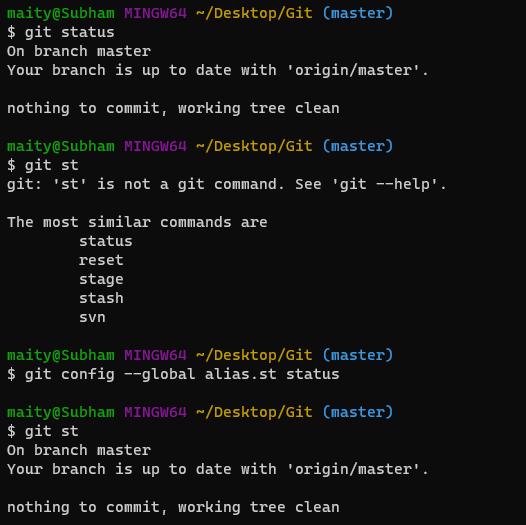 maity@Subham MINGW64 ~/Desktop/Git (master)
$ git status
On branch master
Your branch is up to date with 'origin/master'.
nothing to commit, working tree clean
maity@Subham MINGW64 ~/Desktop/Git (master)
$ git st
git: 'st' is not a git command. See 'git --help'.
The most similar commands are
status
reset
stage
stash
svn
maity@Subham MINGW64 ~/Desktop/Git (master)
$ git config --global alias.st status
maity@Subham MINGW64 ~/Desktop/Git (master)
$ git st
On branch master
Your branch is up to date with 'origin/master'.
nothing to commit, working tree clean